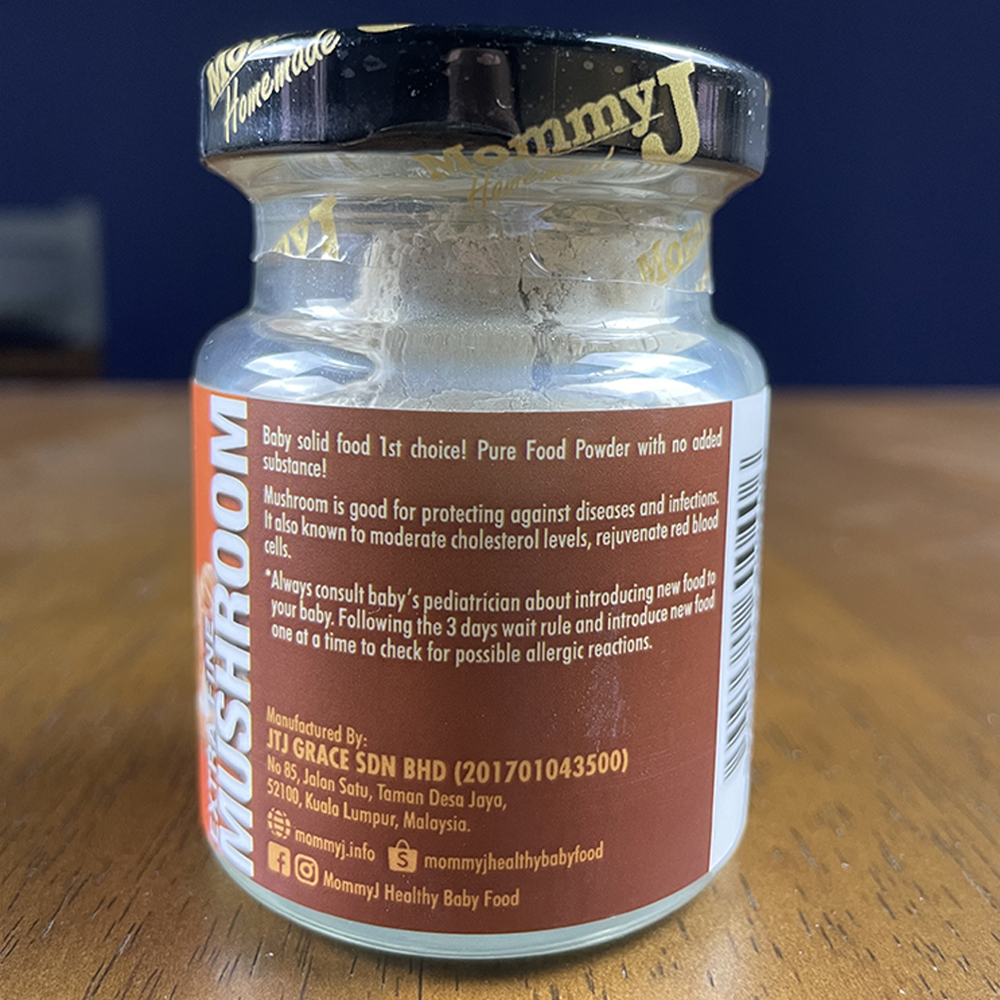 Homemade
MommyJ
Baby solid food 1st choice! Pure Food Powder with no added
substance!
Mushroom is good for protecting against diseases and infections.
It also known to moderate cholesterol levels, rejuvenate red blood
cells.
*Always consult baby's pediatrician about introducing new food to
your baby. Following the 3 days wait rule and introduce new food
one at a time to check for possible allergic reactions.
Manufactured By:
JTJ GRACE SDN BHD (201701043500)
No 85, Jalan Satu, Taman Desa Jaya,
52100, Kuala Lumpur, Malaysia.
mommyj.info mommyjhealthybabyfood
MommyJ Healthy Baby Food
EXTRA FINE
MUSHROOM